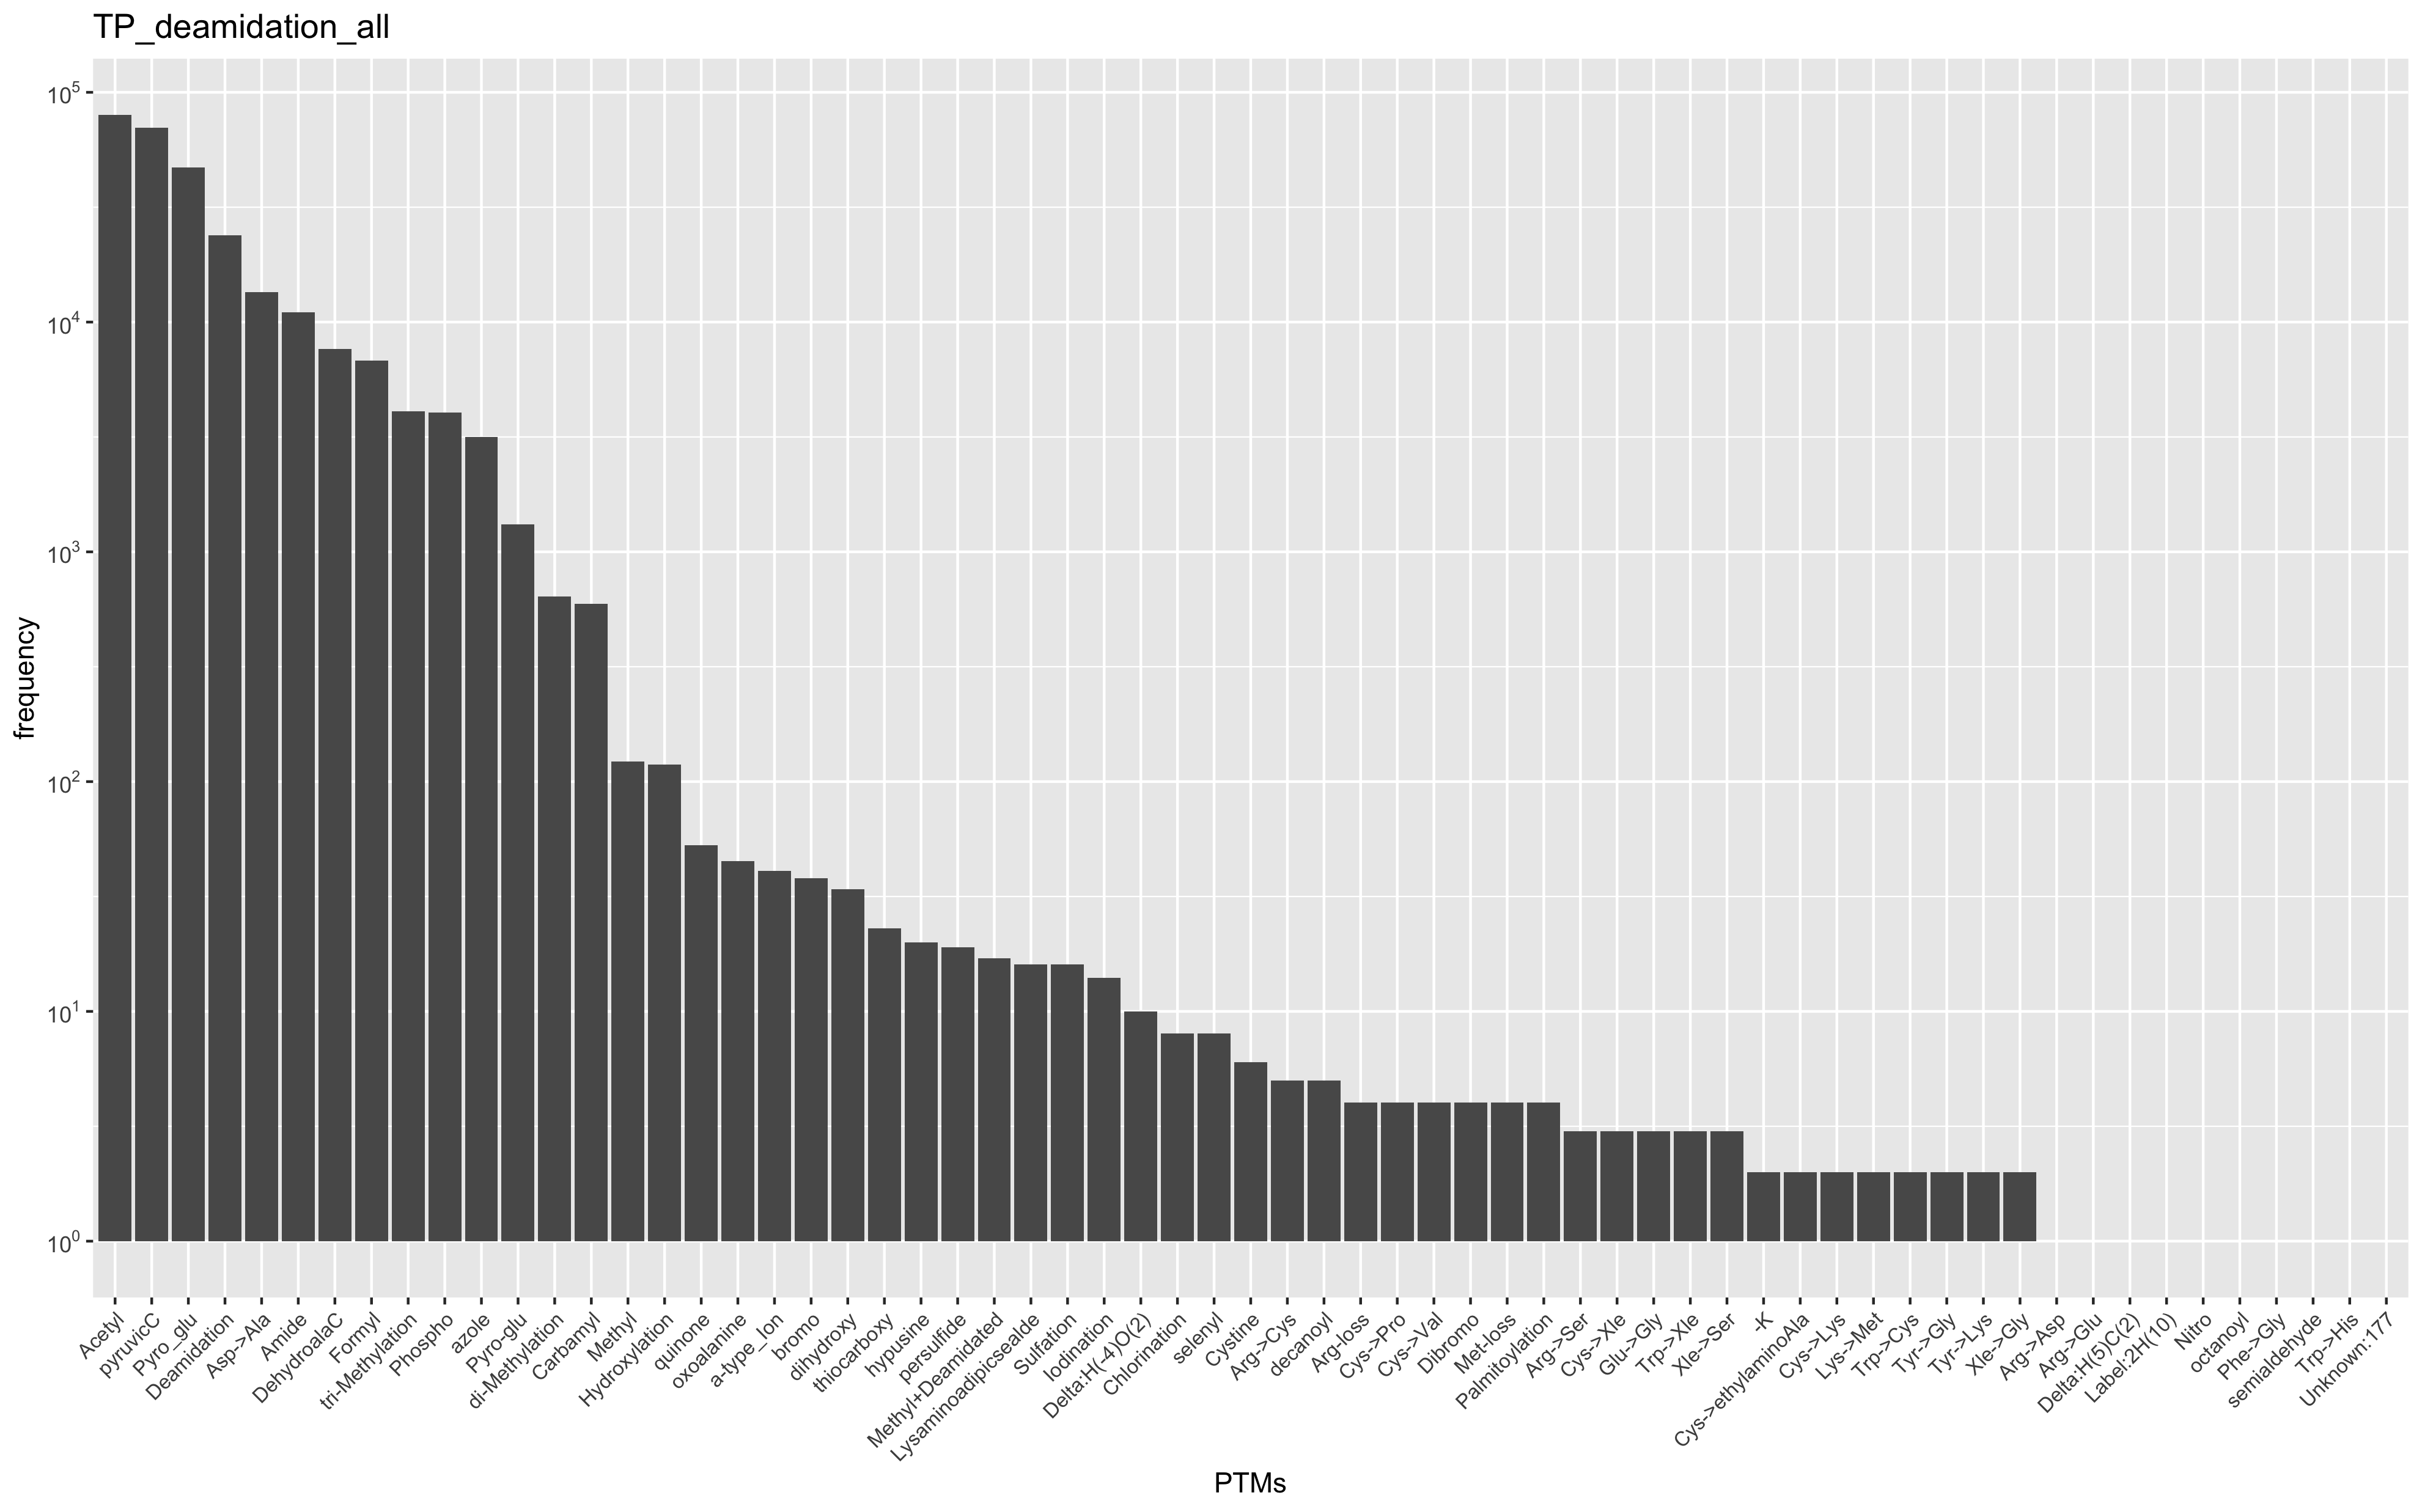 TP_deamidation_all
frequency
10^5
10^4
10^3
10^2
10^1
10^0
Acetyl
pyruvicC
Pyro_glu
Deamidation
Asp->Ala
Amide
DehydroalaC
Formyl
tri-Methylation
Phospho
azole
Pyro-glu
di-Methylation
Carbamyl
Methyl
Hydroxylation
quinone
oxoalanine
a-type_Ion
bromo
dihydroxy
thiocarboxy
hypusine
persulfide
Methyl+Deamidated
Lysaminoadipicsealde
Sulfation
Iodination
Delta:H(-4)O(2)
Chlorination
selenyl
Cystine
Arg->Cys
decanoyl
Arg-loss
Cys->Pro
Cys->Val
Dibromo
Met-loss
Palmitoylation
Arg->Ser
Cys->Xle
Glu->Gly
Trp->Xle
Xle->Ser
-K
Cys->ethylaminoAla
Cys->Lys
Lys->Met
Trp->Cys
Tyr->Gly
Tyr->Lys
Xle->Gly
Arg->Asp
Arg->Glu
Delta:H(5)C(2)
Label:2H(10)
Nitro
octanoyl
Phe->Gly
semialdehyde
Trp->His
Unknown:177
PTMs